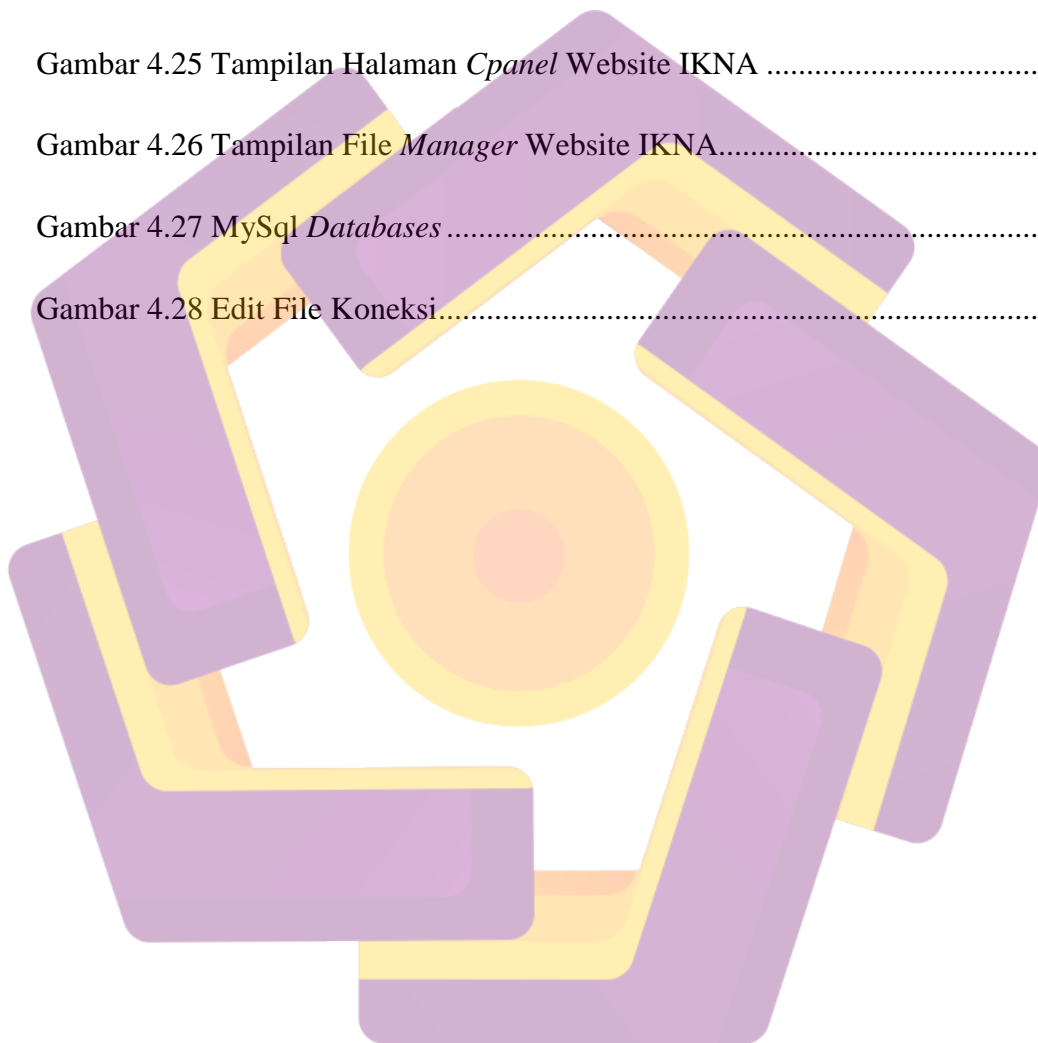 Gambar 4.25 Tampilan Halaman Cpanel Website IKNA ..................................
Gambar 4.26 Tampilan File Manager Website IKNA........................................
Gambar 4.27 MySql Databases ..........................................................................
Gambar 4.28 Edit File Koneksi...........................................................................